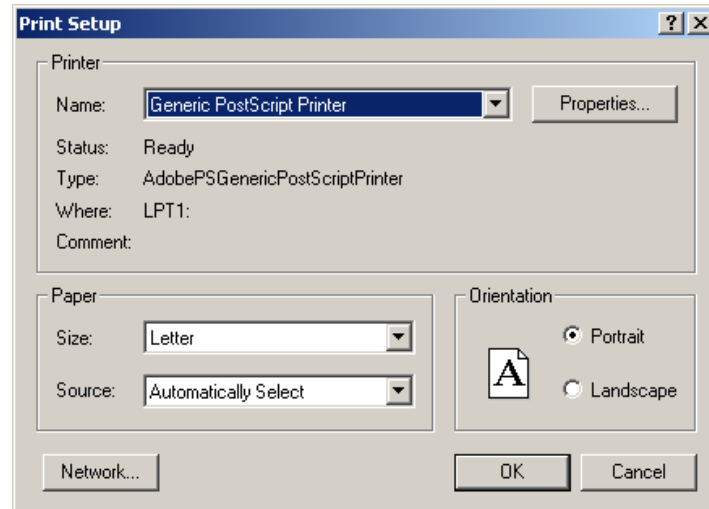 Print Setup
Printer
Name: Generic PostScript Printer Properties...
Status: Ready
Type: AdobePSGenericPostScriptPrinter
Where: LPT1:
Comment:
Paper
Size: Letter
Source: Automatically Select
Orientation
A
Portrait
Landscape
Network... OK Cancel